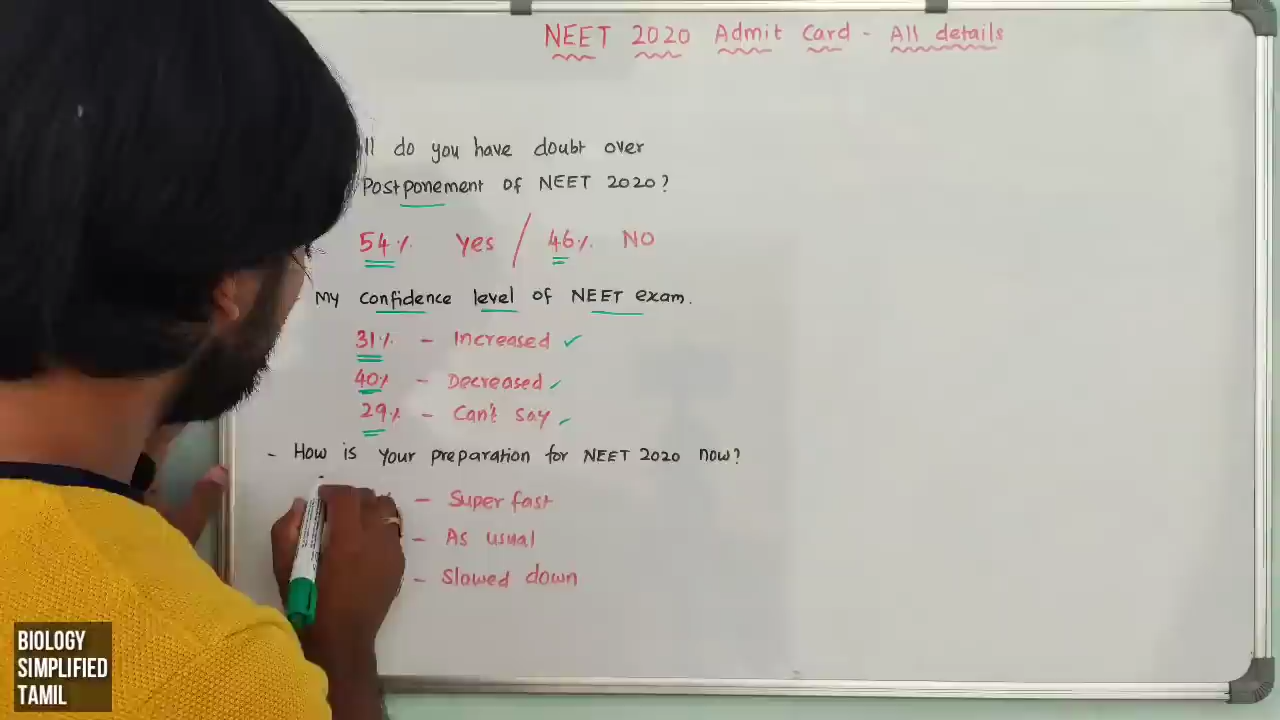 NEET 2020 Admit Card - All details
do you have doubt over
Postponement of NEET 2020?
54% Yes / 46% NO
My confidence level of NEET exam.
31% - Increased ✓
40% - Decreased ✓
29% - Can't say ✓
- How is your preparation for NEET 2020 now?
- Super fast
- As usual
- Slowed down
BIOLOGY
SIMPLIFIED
TAMIL